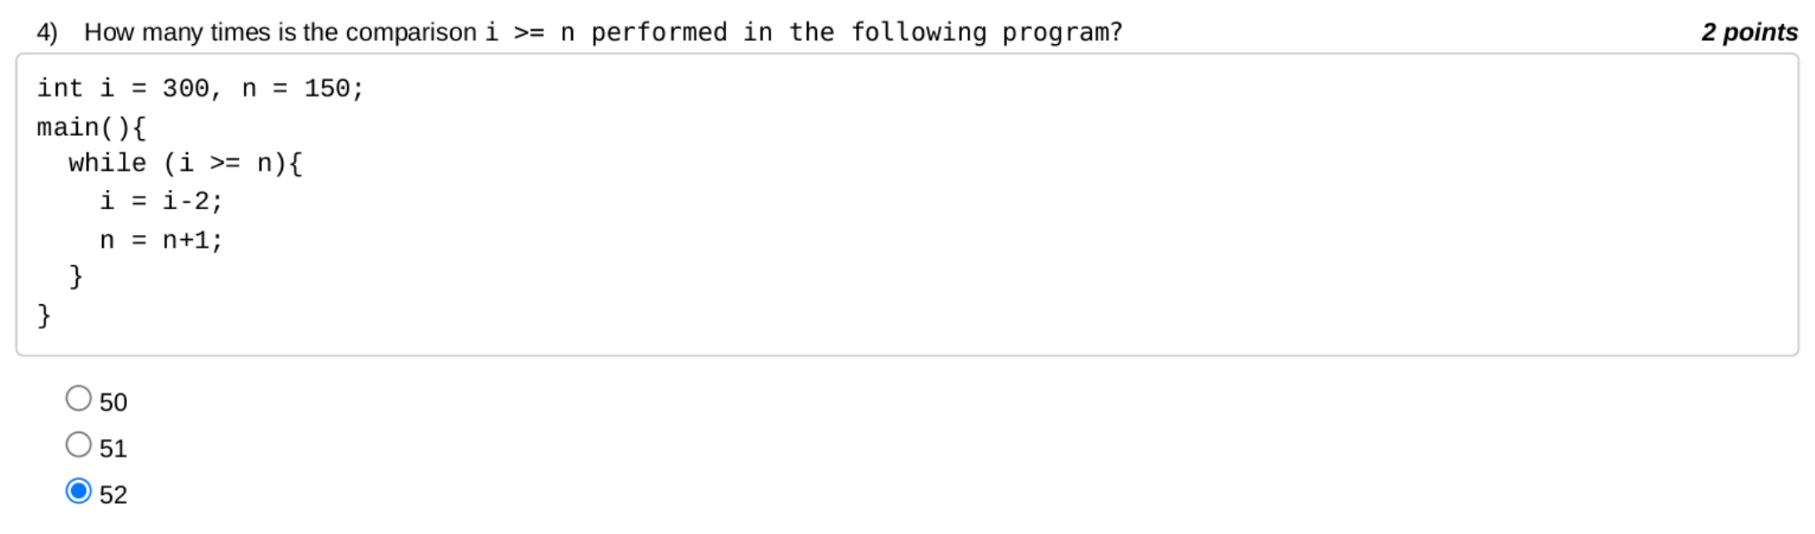 4) How many times is the comparison i >= n performed in the following program? 2 points
int i = 300, n = 150;
main(){
  while (i >= n){
    i = i-2;
    n = n+1;
  }
}
50
51
52